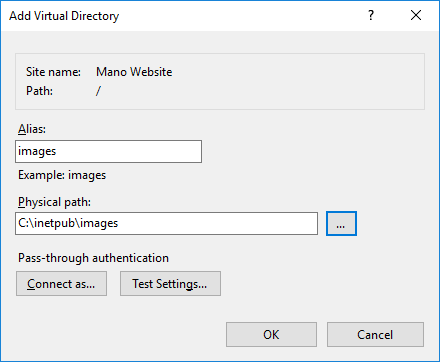 Add Virtual Directory
Site name: Mano Website
Path: /
Alias:
images
Example: images
Physical path:
C:\inetpub\images
...
Pass-through authentication
Connect as...
Test Settings...
OK
Cancel